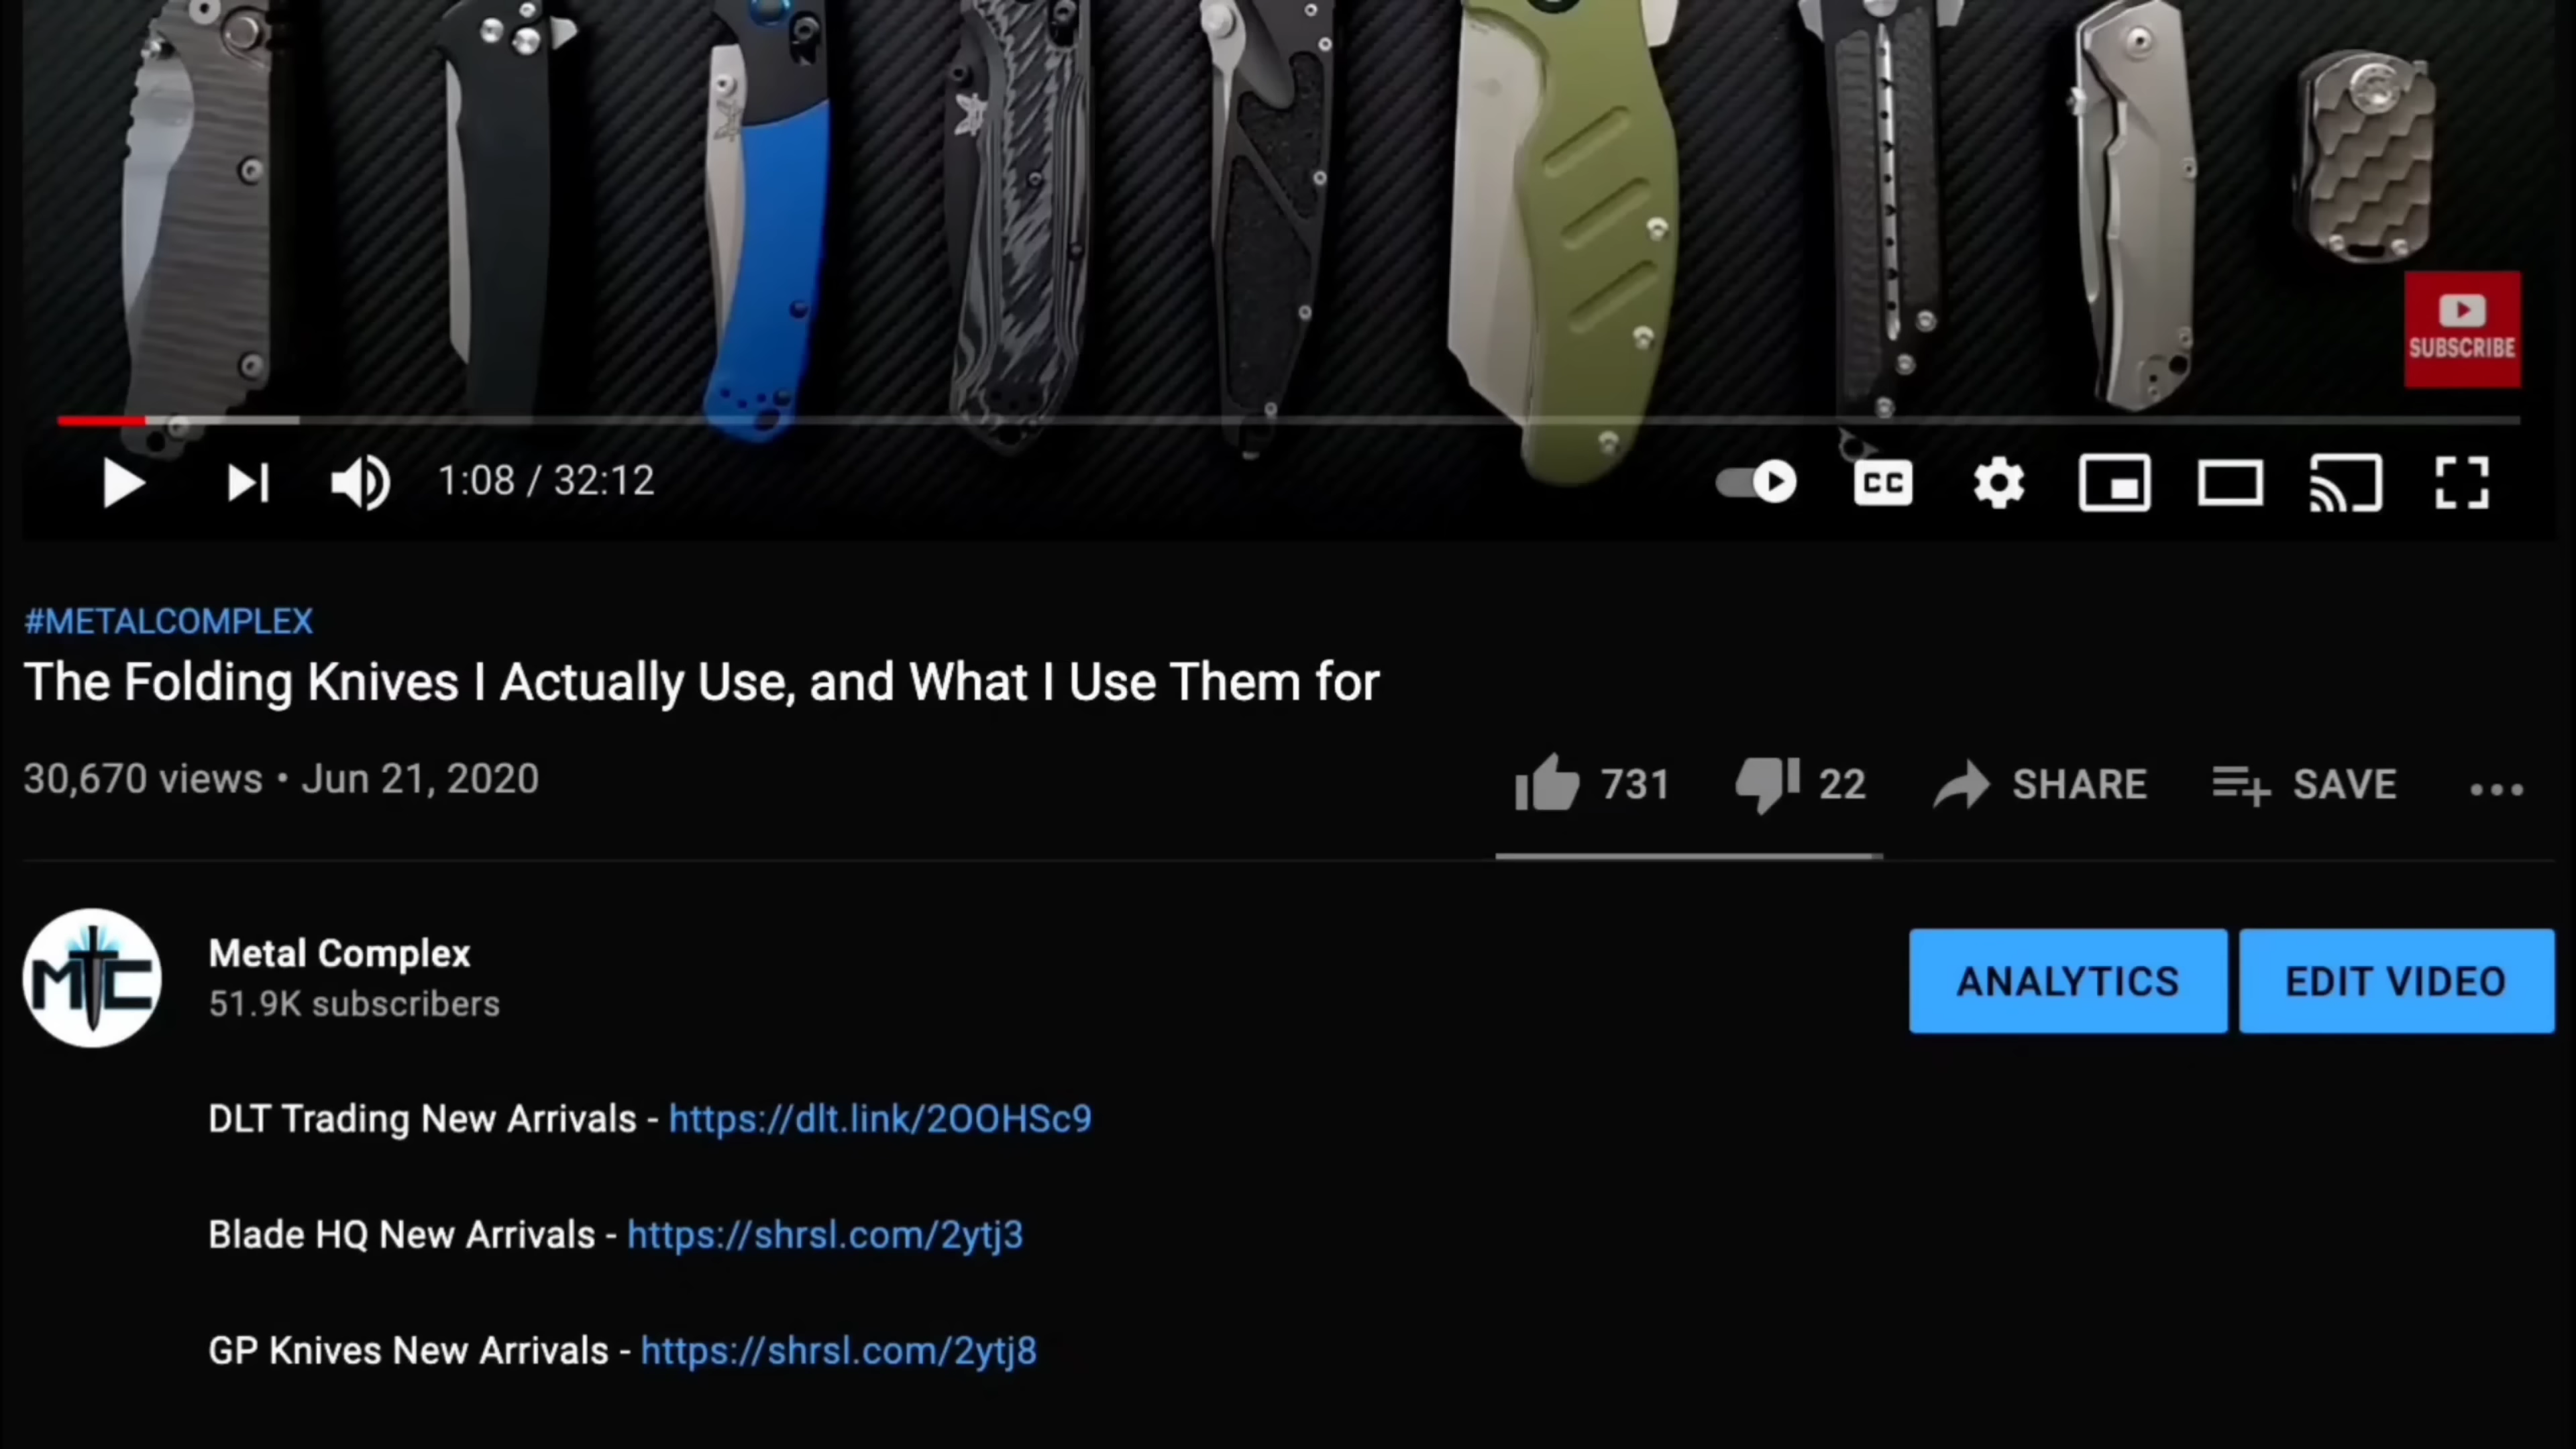 SUBSCRIBE
1:08 / 32:12
CC
#METALCOMPLEX
The Folding Knives I Actually Use, and What I Use Them for
30,670 views • Jun 21, 2020
731
22
SHARE
SAVE
MTC
Metal Complex
51.9K subscribers
ANALYTICS
EDIT VIDEO
DLT Trading New Arrivals - https://dlt.link/2OOHSc9
Blade HQ New Arrivals - https://shrsl.com/2ytj3
GP Knives New Arrivals - https://shrsl.com/2ytj8